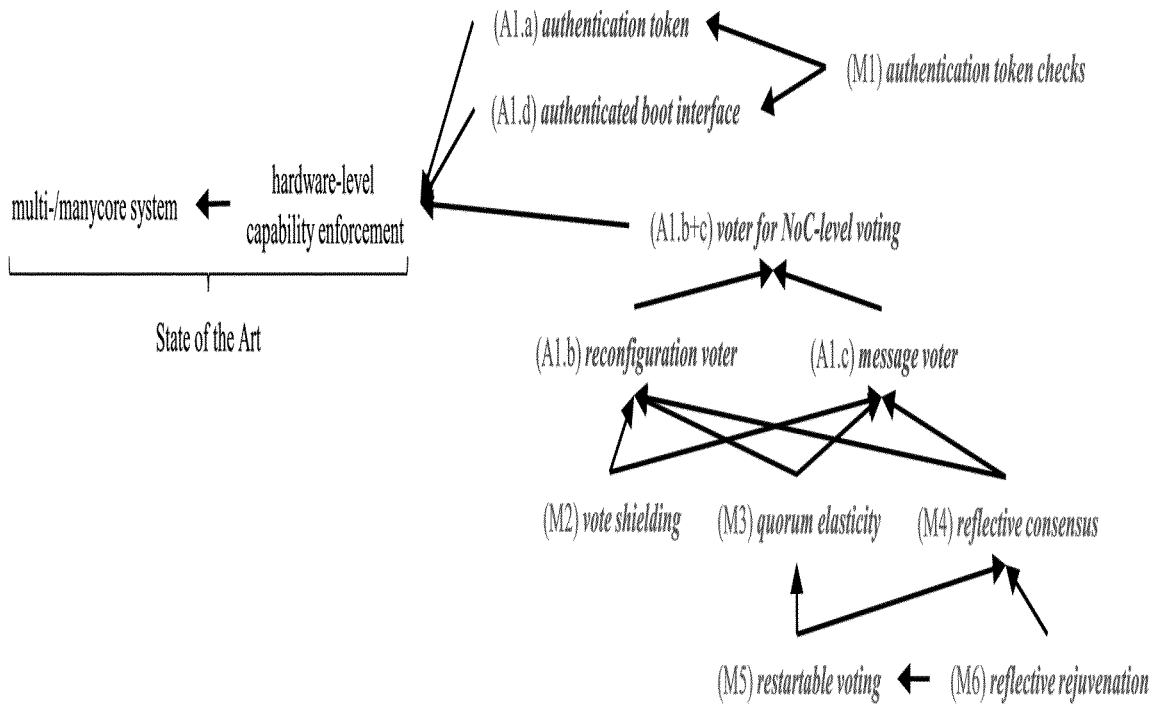 (A1.a) authentication token
(M1) authentication token checks
(A1.d) authenticated boot interface
hardware-level
multi-/manycore system
capability enforcement
(A1.b+c) voter for NoC-level voting
State of the Art
(A1.b) reconfiguration voter
(A1.c) message voter
(M2) vote shielding
(M3) quorum elasticity
(M4) reflective consensus
(M5) restartable voting
(M6) reflective rejuvenation